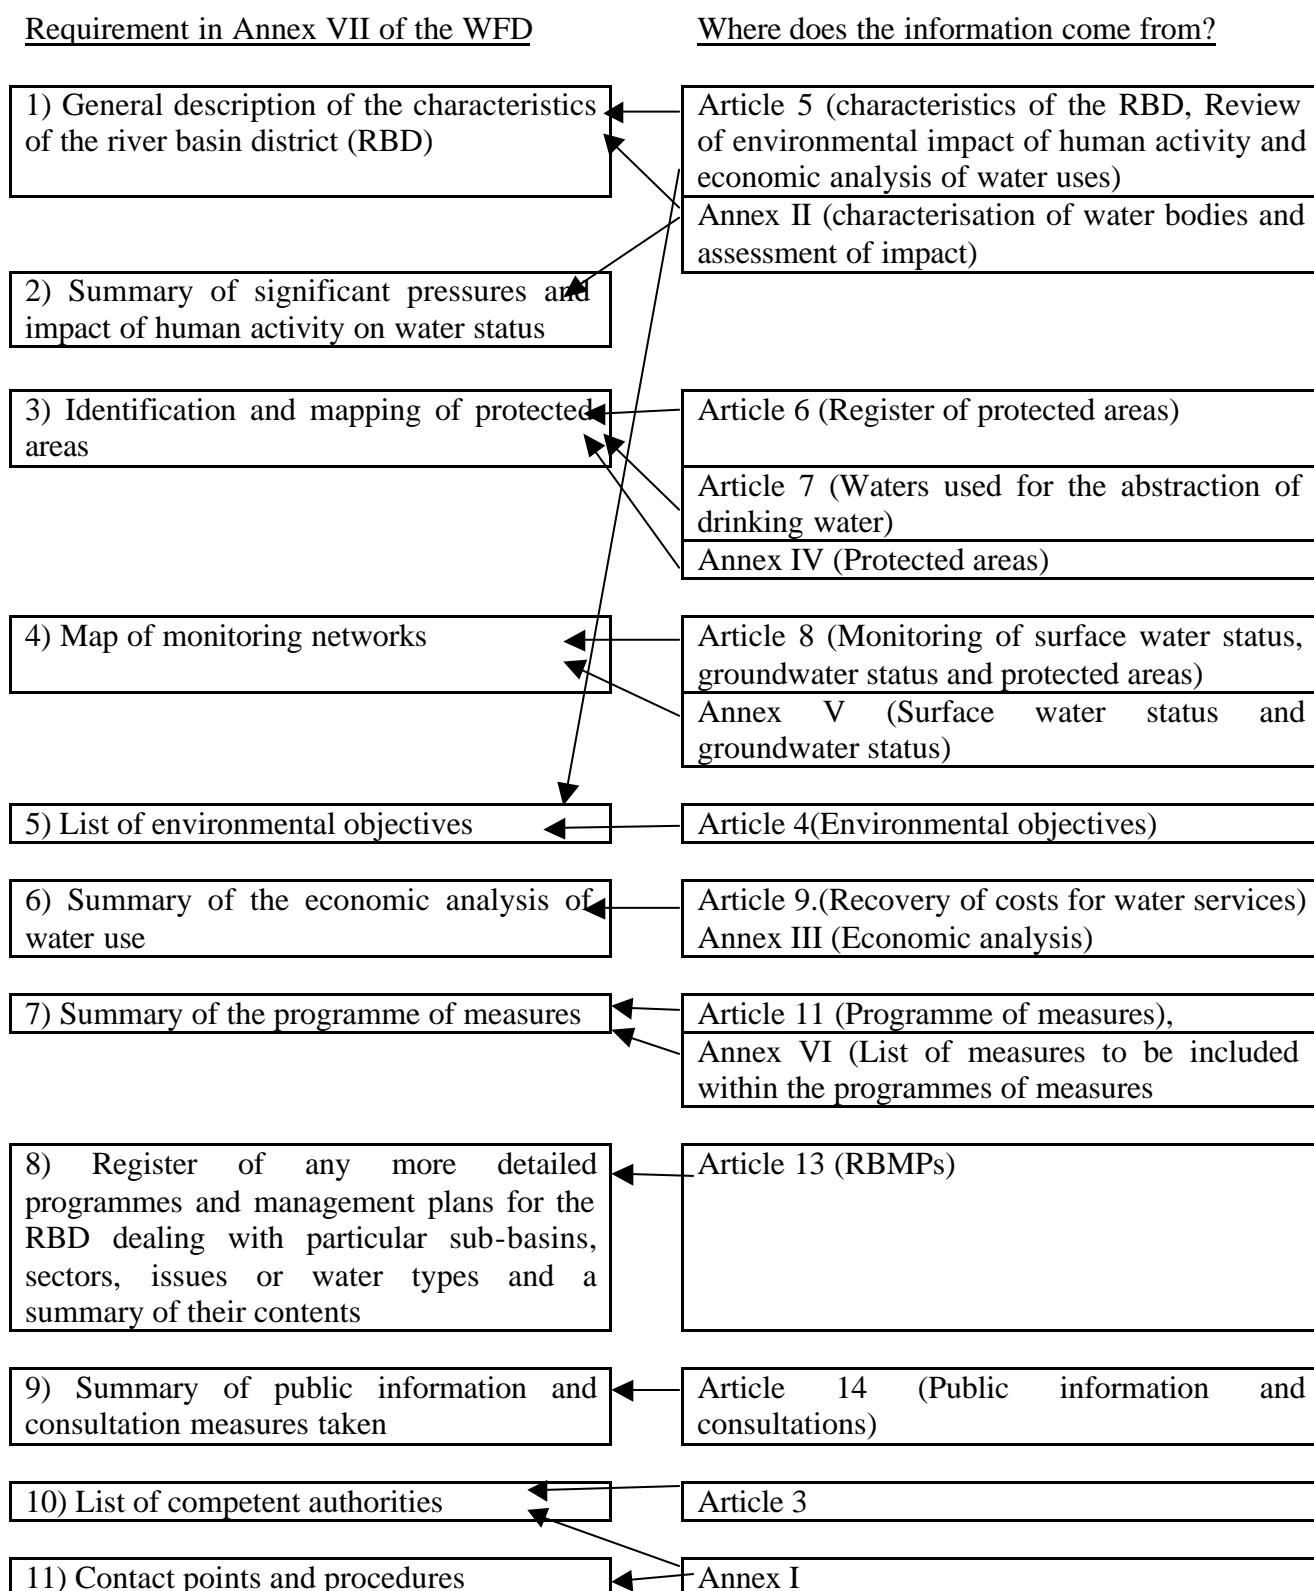 Requirement in Annex VII of the WFD
Where does the information come from?
1) General description of the characteristics
of the river basin district (RBD)
Article 5 (characteristics of the RBD, Review
of environmental impact of human activity and
economic analysis of water uses)
Annex II (characterisation of water bodies and
assessment of impact)
2) Summary of significant pressures and
impact of human activity on water status
3) Identification and mapping of protected
areas
Article 6 (Register of protected areas)
Article 7 (Waters used for the abstraction of
drinking water)
Annex IV (Protected areas)
4) Map of monitoring networks
Article 8 (Monitoring of surface water status,
groundwater status and protected areas)
Annex V (Surface water status and
groundwater status)
5) List of environmental objectives
Article 4(Environmental objectives)
6) Summary of the economic analysis of
water use
Article 9.(Recovery of costs for water services)
Annex III (Economic analysis)
7) Summary of the programme of measures
Article 11 (Programme of measures),
Annex VI (List of measures to be included
within the programmes of measures
8) Register of any more detailed
programmes and management plans for the
RBD dealing with particular sub-basins,
sectors, issues or water types and a
summary of their contents
Article 13 (RBMPs)
9) Summary of public information and
consultation measures taken
Article 14 (Public information and
consultations)
10) List of competent authorities
Article 3
11) Contact points and procedures
Annex I